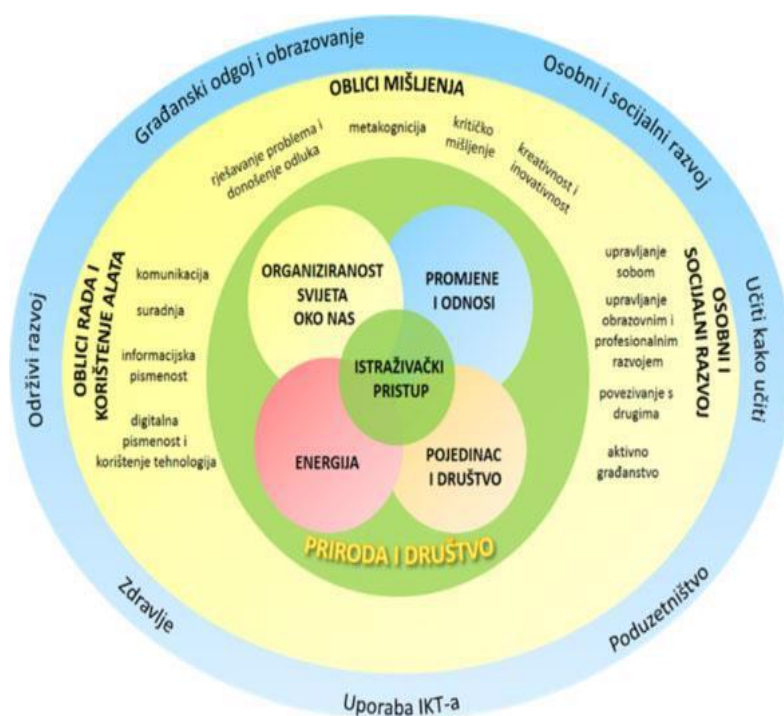 Građanski odgoj i obrazovanje
Osobni i socijalni razvoj
Učiti kako učiti
Poduzetništvo
Uporaba IKT-a
Zdravlje
Održivi razvoj
OBLICI MIŠLJENJA
rješavanje problema i
donošenje odluka
metakognicija
kritičko
mišljenje
kreativnost i
inovativnost
OBLICI RADA I
KORIŠTENJE ALATA
komunikacija
suradnja
informacijska
pismenost
digitalna
pismenost i
korištenje tehnologija
OSOBNI I
SOCIJALNI RAZVOJ
upravljanje
sobom
upravljanje
obrazovnim i
profesionalnim
razvojem
povezivanje s
drugima
aktivno
građanstvo
ORGANIZIRANOST
SVIJETA
OKO NAS
PROMJENE
I ODNOSI
ISTRAŽIVAČKI
PRISTUP
ENERGIJA
POJEDINAC
I DRUŠTVO
PRIRODA I DRUŠTVO